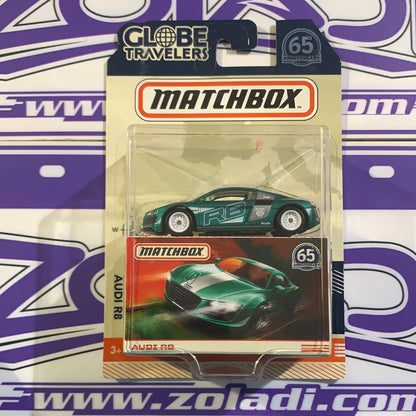 GLOBE
TRAVELERS
65
ANNIVERSARY
MATCHBOX
W
R8
AUDI R8
MATCHBOX
65
ANNIVERSARY
3+
AUDI R8
www.zoladi.com
www.zoladi.com